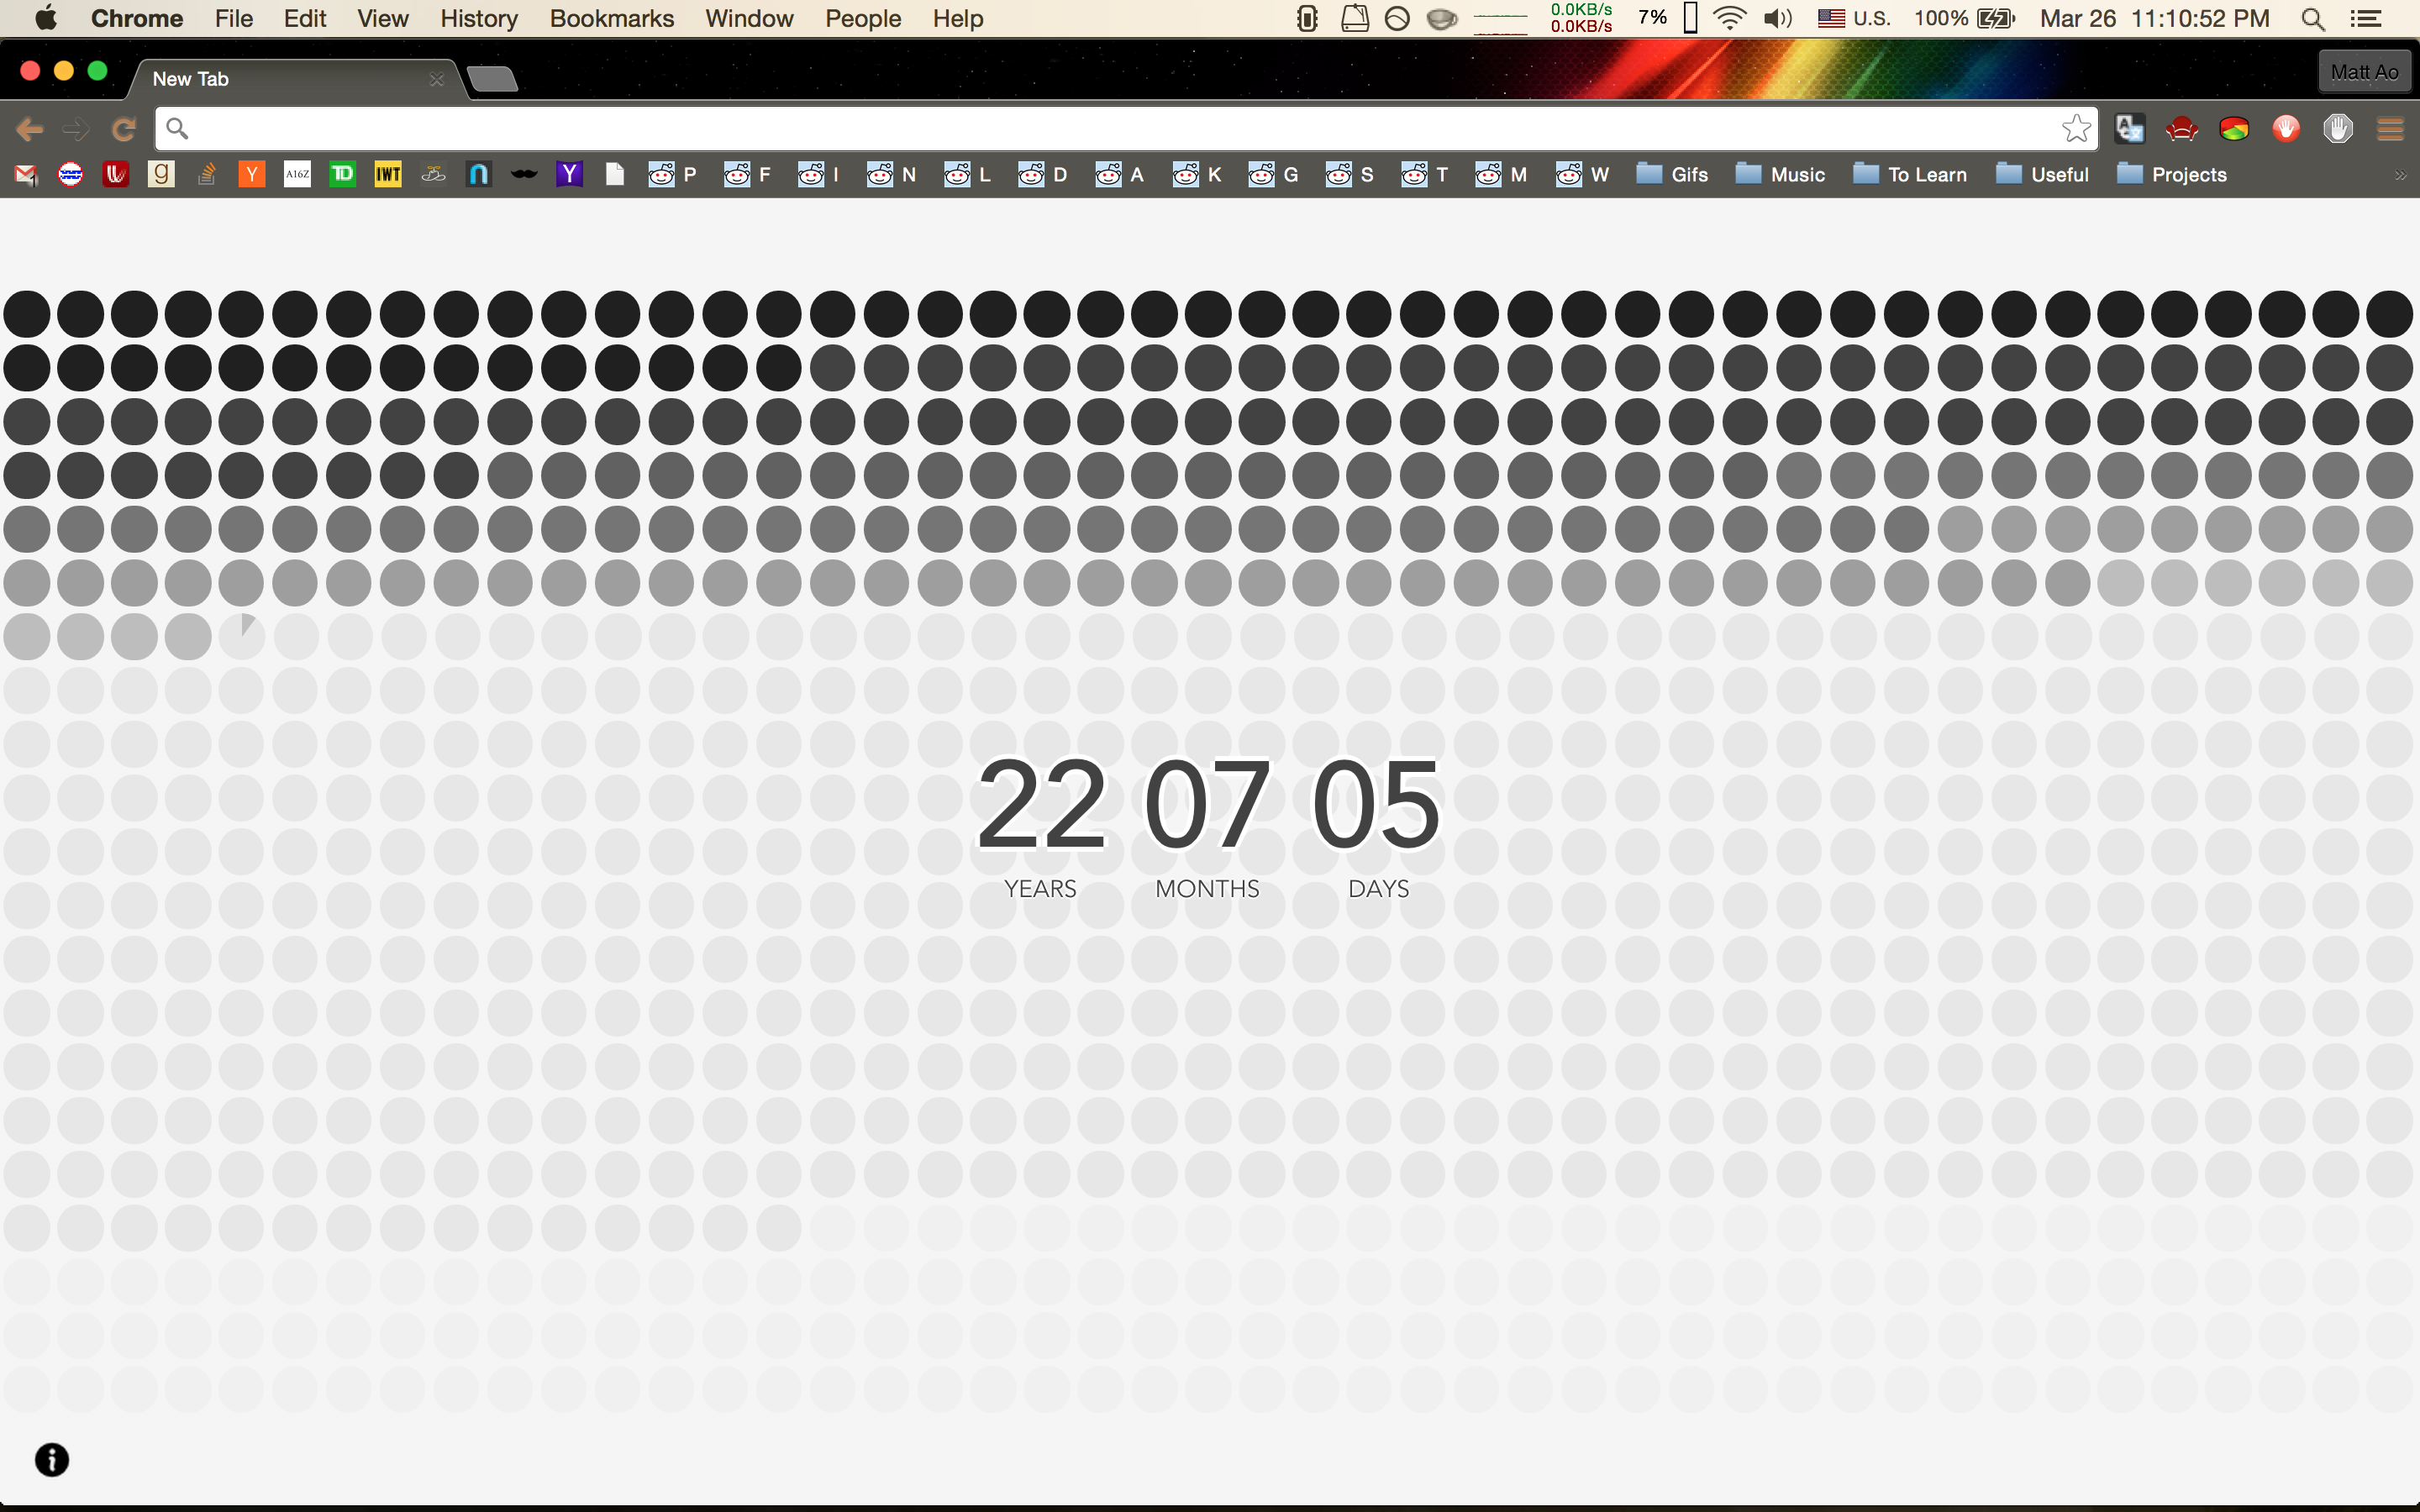 Chrome File Edit View History Bookmarks Window People Help 0.0KB/s 7% U.S. 100% Mar 26 11:10:52 PM
0.0KB/s
New Tab
Matt Ao
g Y A16Z TD IWT n Y P F I N L D A K G S T M W Gifs Music To Learn Useful Projects »
22 07 05
YEARS MONTHS DAYS